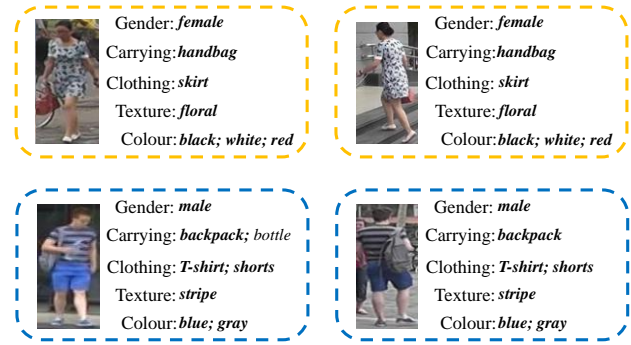 Gender: female
Carrying: handbag
Clothing: skirt
Texture: floral
Colour: black; white; red
Gender: female
Carrying: handbag
Clothing: skirt
Texture: floral
Colour: black; white; red
Gender: male
Carrying: backpack; bottle
Clothing: T-shirt; shorts
Texture: stripe
Colour: blue; gray
Gender: male
Carrying: backpack
Clothing: T-shirt; shorts
Texture: stripe
Colour: blue; gray